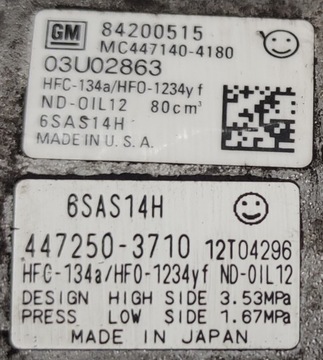 GM 84200515
MC447140-4180
03U02863
HFC-134a/HFO-1234yf
ND-OIL12 80cm³
6SAS14H
MADE IN U.S.A.
6SAS14H
447250-3710 12T04296
HFC-134a/HFO-1234yf ND-OIL12
DESIGN HIGH SIDE 3.53MPa
PRESS LOW SIDE 1.67MPa
MADE IN JAPAN